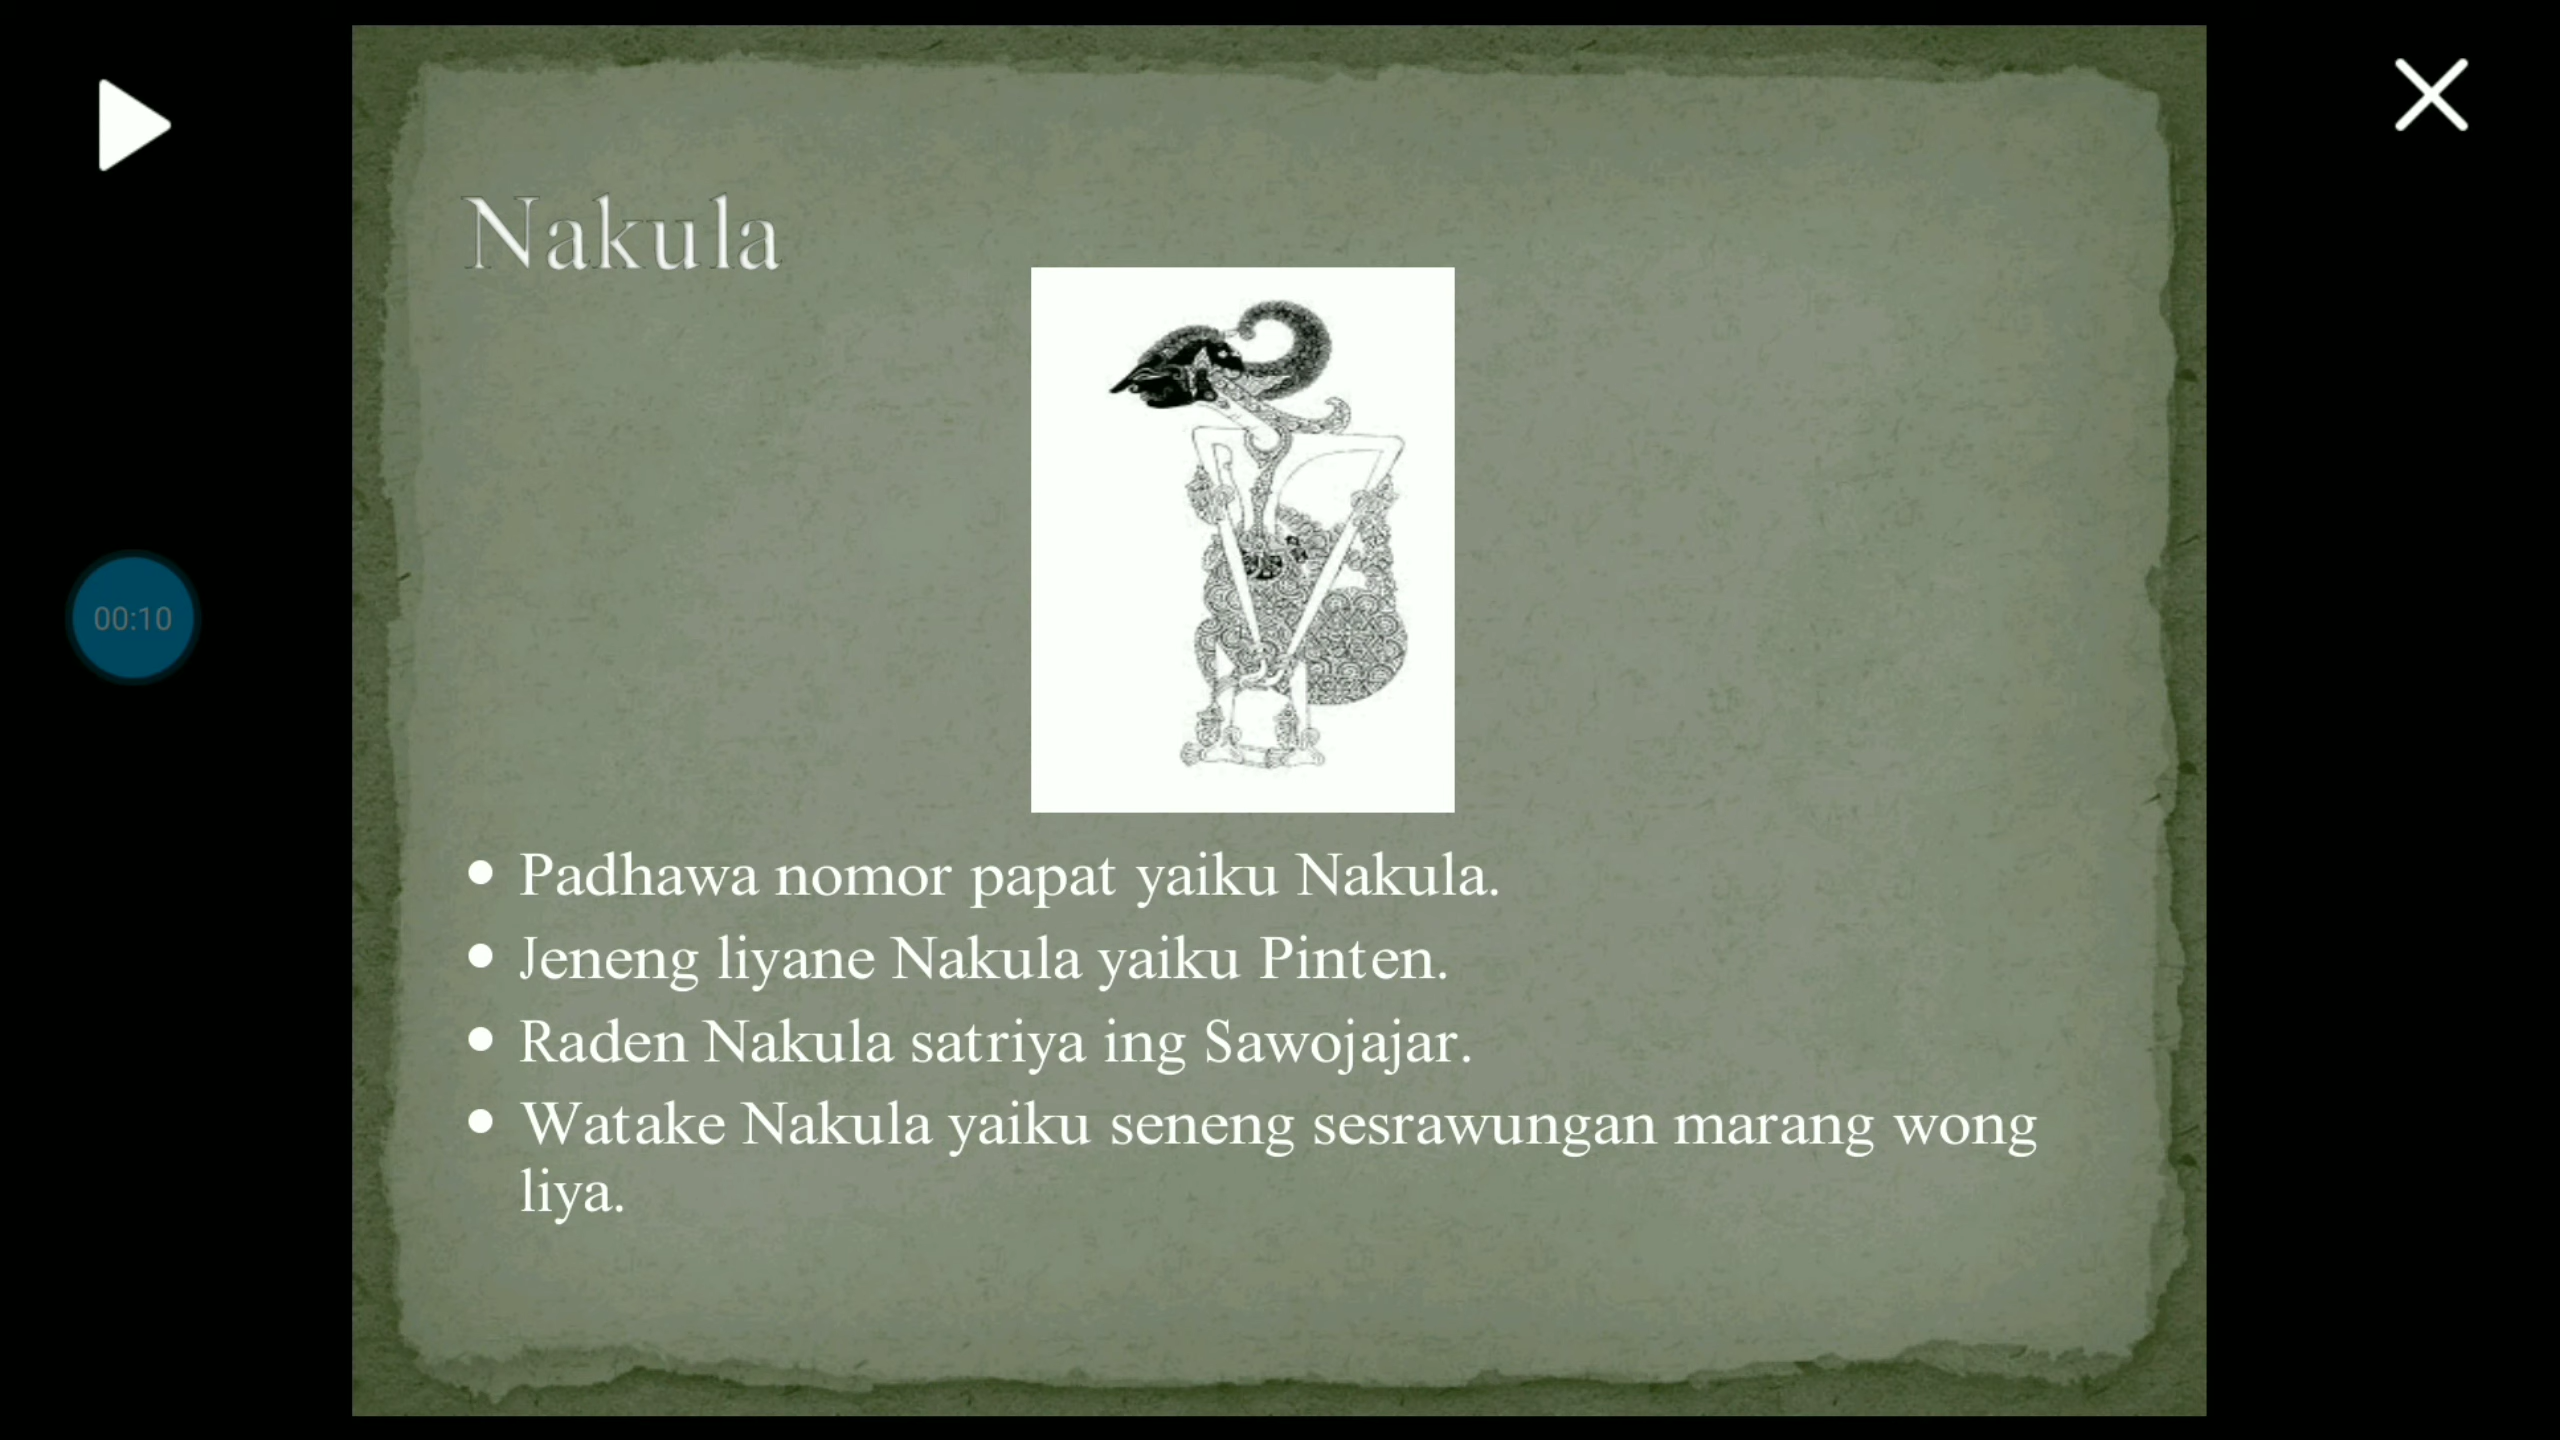 Nakula
00:10
• Padhawa nomor papat yaiku Nakula.
• Jeneng liyane Nakula yaiku Pinten.
• Raden Nakula satriya ing Sawojajar.
• Watake Nakula yaiku seneng sesrawungan marang wong
liya.